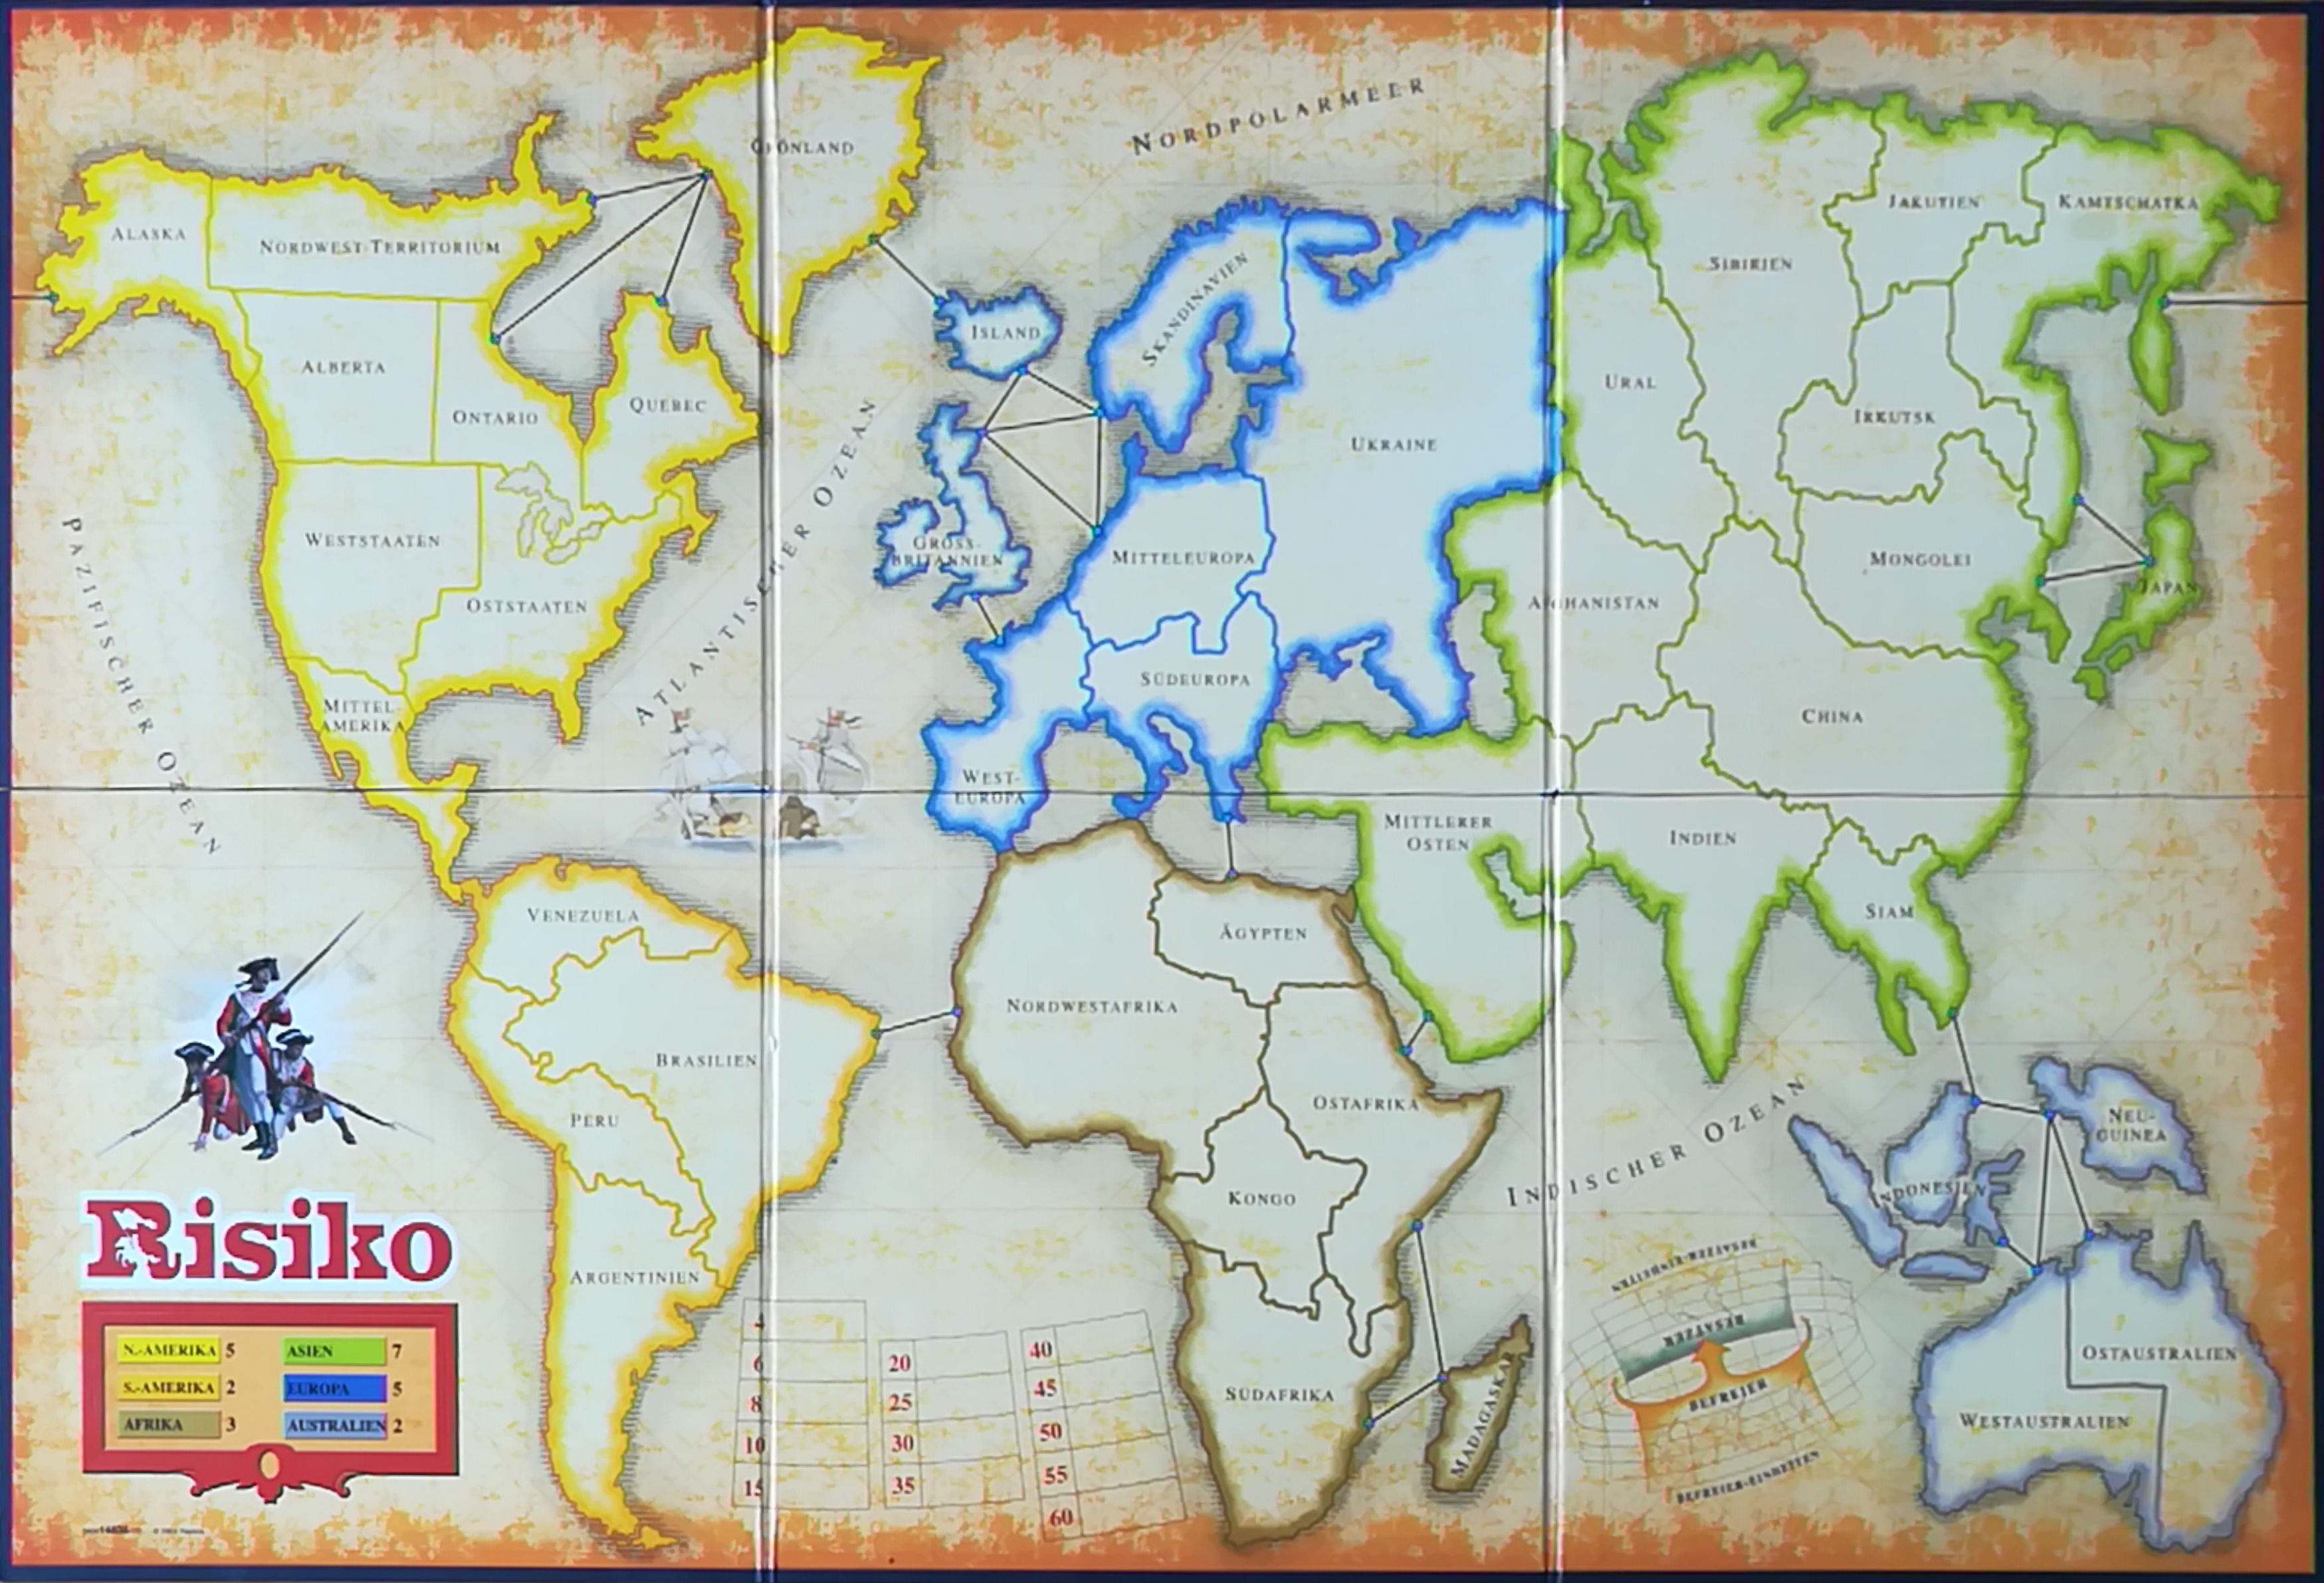 NORDPOLARMEER
GRÖNLAND
ALASKA
NORDWEST-TERRITORIUM
ALBERTA
ONTARIO
QUEBEC
WESTSTAATEN
OSTSTAATEN
MITTEL-
AMERIKA
PAZIFISCHER OZEAN
ATLANTISCHER OZEAN
ISLAND
SKANDINAVIEN
UKRAINE
GROSS-
BRITANNIEN
MITTELEUROPA
SÜDEUROPA
WEST-
EUROPA
JAKUTIEN
KAMTSCHATKA
SIBIRIEN
URAL
IRKUTSK
MONGOLEI
JAPAN
AFGHANISTAN
CHINA
MITTLERER
OSTEN
INDIEN
SIAM
VENEZUELA
BRASILIEN
PERU
ARGENTINIEN
ÄGYPTEN
NORDWESTAFRIKA
OSTAFRIKA
KONGO
SÜDAFRIKA
MADAGASKAR
INDISCHER OZEAN
NEU-
GUINEA
INDONESIEN
OSTAUSTRALIEN
WESTAUSTRALIEN
Risiko
N.-AMERIKA 5
S.-AMERIKA 2
AFRIKA 3
ASIEN 7
EUROPA 5
AUSTRALIEN 2
4
6
8
10
15
20
25
30
35
40
45
50
55
60
BESATZER-EINHEITEN
BESATZER
BEFREIER
BEFREIER-EINHEITEN